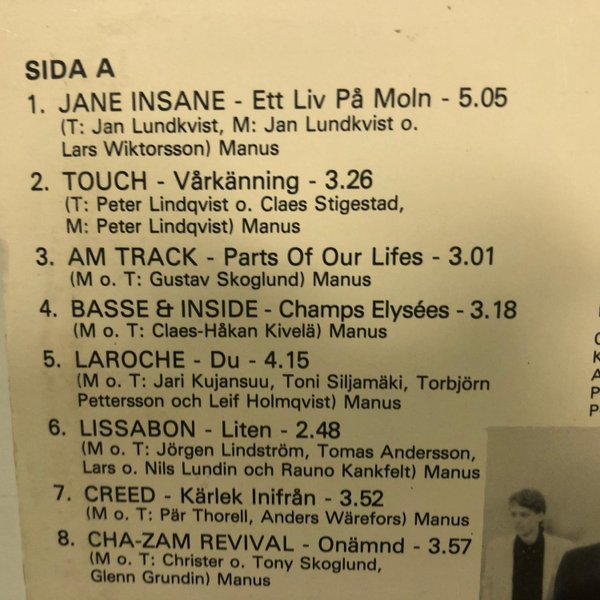 SIDA A
1. JANE INSANE - Ett Liv På Moln - 5.05
(T: Jan Lundkvist, M: Jan Lundkvist o.
Lars Wiktorsson) Manus
2. TOUCH - Vårkänning - 3.26
(T: Peter Lindqvist o. Claes Stigestad,
M: Peter Lindqvist) Manus
3. AM TRACK - Parts Of Our Lifes - 3.01
(M o. T: Gustav Skoglund) Manus
4. BASSE & INSIDE - Champs Elysées - 3.18
(M o. T: Claes-Håkan Kivelä) Manus
5. LAROCHE - Du - 4.15
(M o. T: Jari Kujansuu, Toni Siljamäki, Torbjörn
Pettersson och Leif Holmqvist) Manus
6. LISSABON - Liten - 2.48
(M o. T: Jörgen Lindström, Tomas Andersson,
Lars o. Nils Lundin och Rauno Kankfelt) Manus
7. CREED - Kärlek Inifrån - 3.52
(M o. T: Pär Thorell, Anders Wärefors) Manus
8. CHA-ZAM REVIVAL - Onämnd - 3.57
(M o. T: Christer o. Tony Skoglund,
Glenn Grundin) Manus